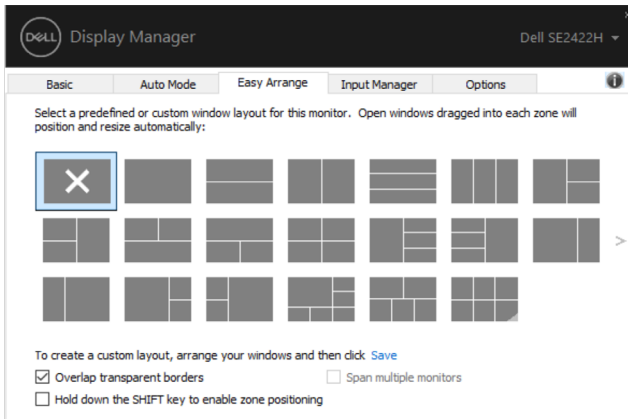 DELL Display Manager
Dell SE2422H
Basic Auto Mode Easy Arrange Input Manager Options
Select a predefined or custom window layout for this monitor. Open windows dragged into each zone will
position and resize automatically:
To create a custom layout, arrange your windows and then click Save
Overlap transparent borders
Span multiple monitors
Hold down the SHIFT key to enable zone positioning